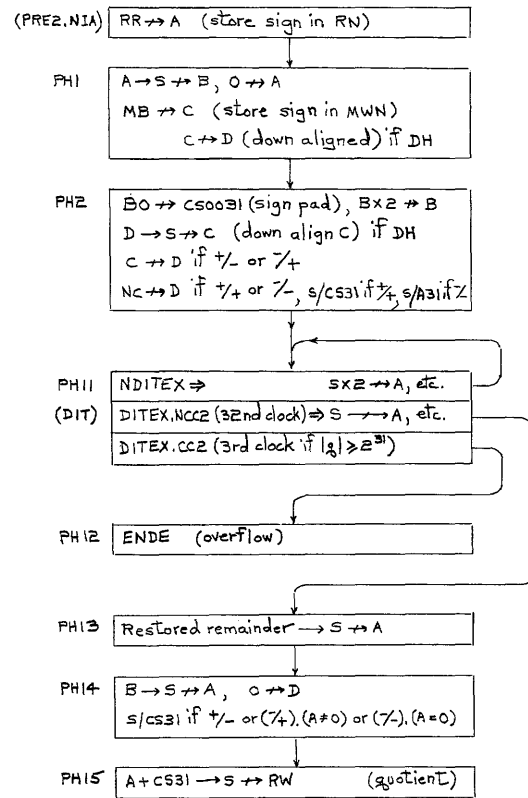 (PRE2.NIA) RR ↛ A (store sign in RN)
PH1 A → S ↛ B, 0 ↛ A
MB ↛ C (store sign in MWN)
C ↛ D (down aligned) if DH
PH2 B0 ↛ CS0031 (sign pad), B×2 ↛ B
D → S ↛ C (down align C) if DH
C ↛ D if +/- or -/+
NC ↛ D if +/+ or -/-, S/CS31 if +/+, S/A31 if
PH11 NDITEX ⇒ S×2 ↛ A, etc.
(DIT) DITEX.NCC2 (32nd clock) ⇒ S ⟶ A, etc.
DITEX.CC2 (3rd clock if |q| ≥ 2^31)
PH12 ENDE (overflow)
PH13 Restored remainder → S ↛ A
PH14 B → S ↛ A, 0 ↛ D
S/CS31 if +/- or (-/+).(A≠0) or (-/-).(A=0)
PH15 A + CS31 → S ↛ RW (quotient)